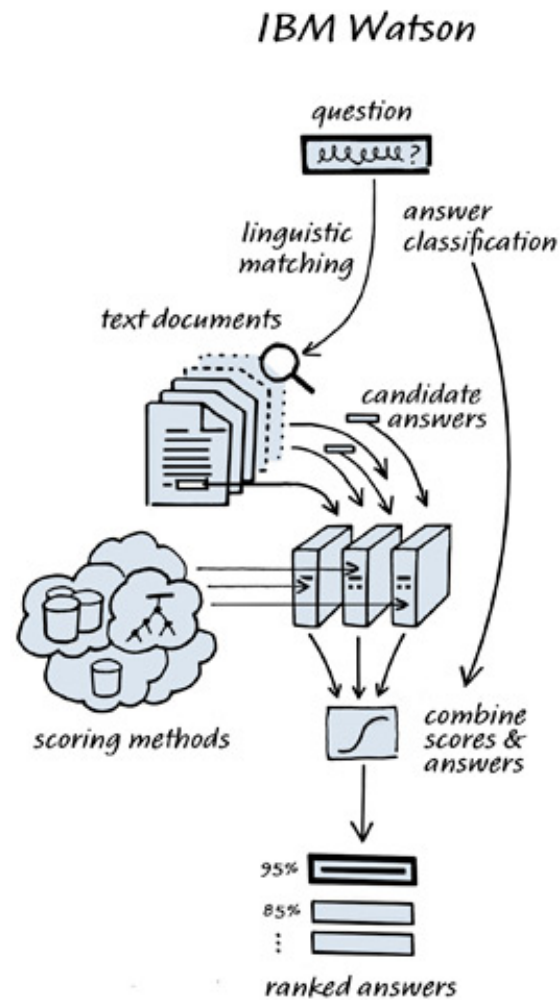 IBM Watson
question
?
linguistic
matching
answer
classification
text documents
candidate
answers
scoring methods
combine
scores &
answers
95%
85%
⋮
ranked answers